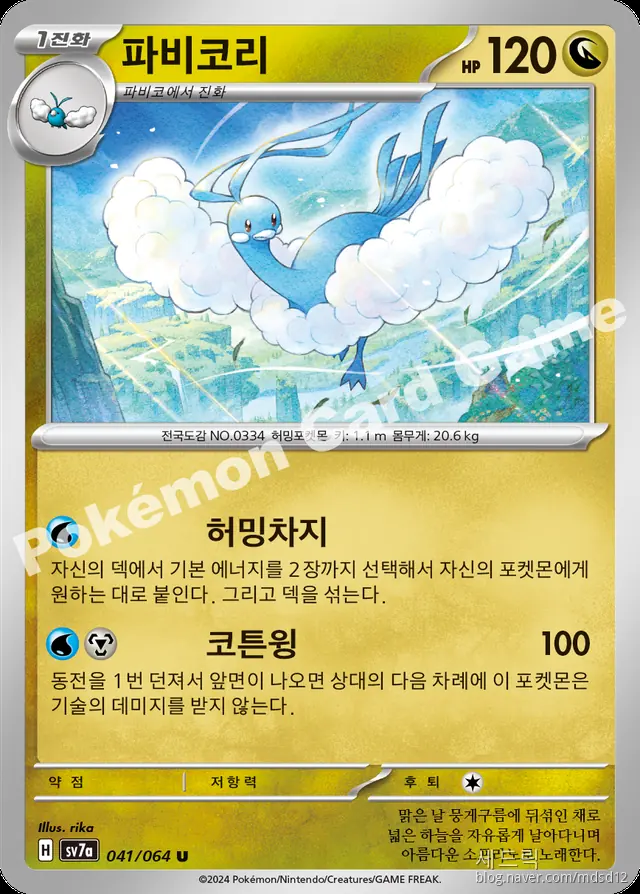 1진화
파비코리
HP 120
파비코에서 진화
전국도감 NO.0334 허밍포켓몬 키: 1.1 m 몸무게: 20.6 kg
Pokémon Card Game
허밍차지
자신의 덱에서 기본 에너지를 2장까지 선택해서 자신의 포켓몬에게
원하는 대로 붙인다. 그리고 덱을 섞는다.
코튼윙 100
동전을 1번 던져서 앞면이 나오면 상대의 다음 차례에 이 포켓몬은
기술의 데미지를 받지 않는다.
약점 저항력 후퇴
Illus. rika
맑은 날 뭉게구름에 뒤섞인 채로
넓은 하늘을 자유롭게 날아다니며
아름다운 소프라노로 노래한다.
H sv7a 041/064 U
세드릭
blog.naver.com/mdsd12
©2024 Pokémon/Nintendo/Creatures/GAME FREAK.